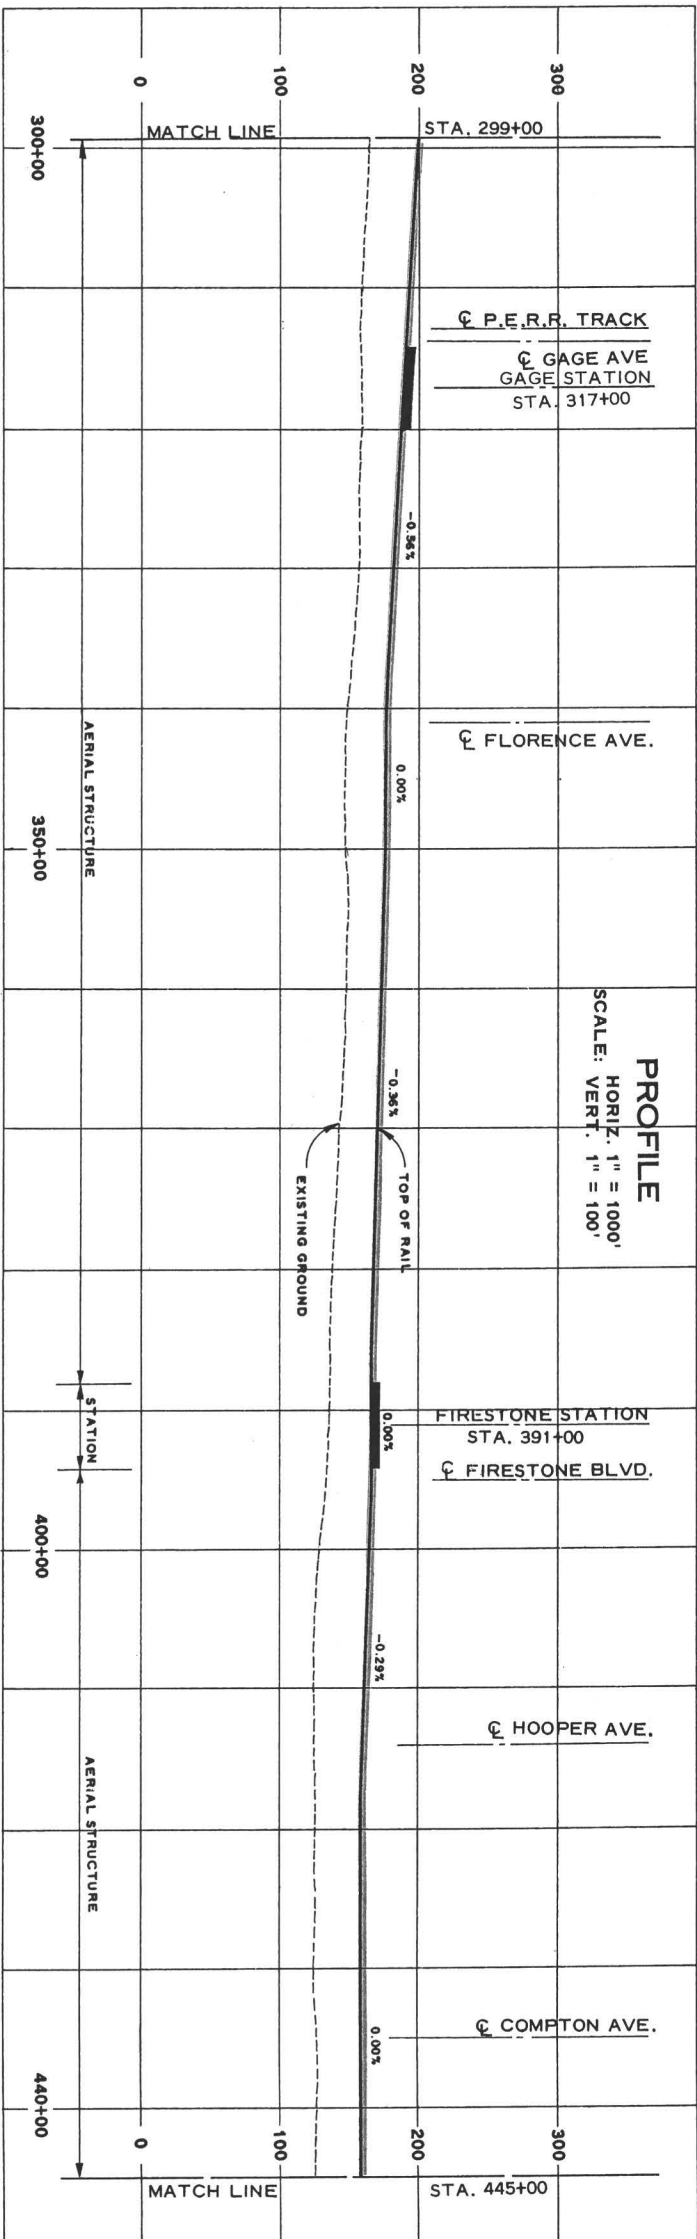 PROFILE
SCALE: HORIZ. 1" = 1000'
VERT. 1" = 100'
300
200
100
0
MATCH LINE
STA. 299+00
℄ P.E.R.R. TRACK
℄ GAGE AVE
GAGE STATION
STA. 317+00
-0.56%
℄ FLORENCE AVE.
0.00%
-0.36%
TOP OF RAIL
EXISTING GROUND
FIRESTONE STATION
STA. 391+00
0.00%
℄ FIRESTONE BLVD.
-0.29%
℄ HOOPER AVE.
℄ COMPTON AVE.
0.00%
300
200
100
0
STA. 445+00
MATCH LINE
AERIAL STRUCTURE
STATION
AERIAL STRUCTURE
300+00
350+00
400+00
440+00